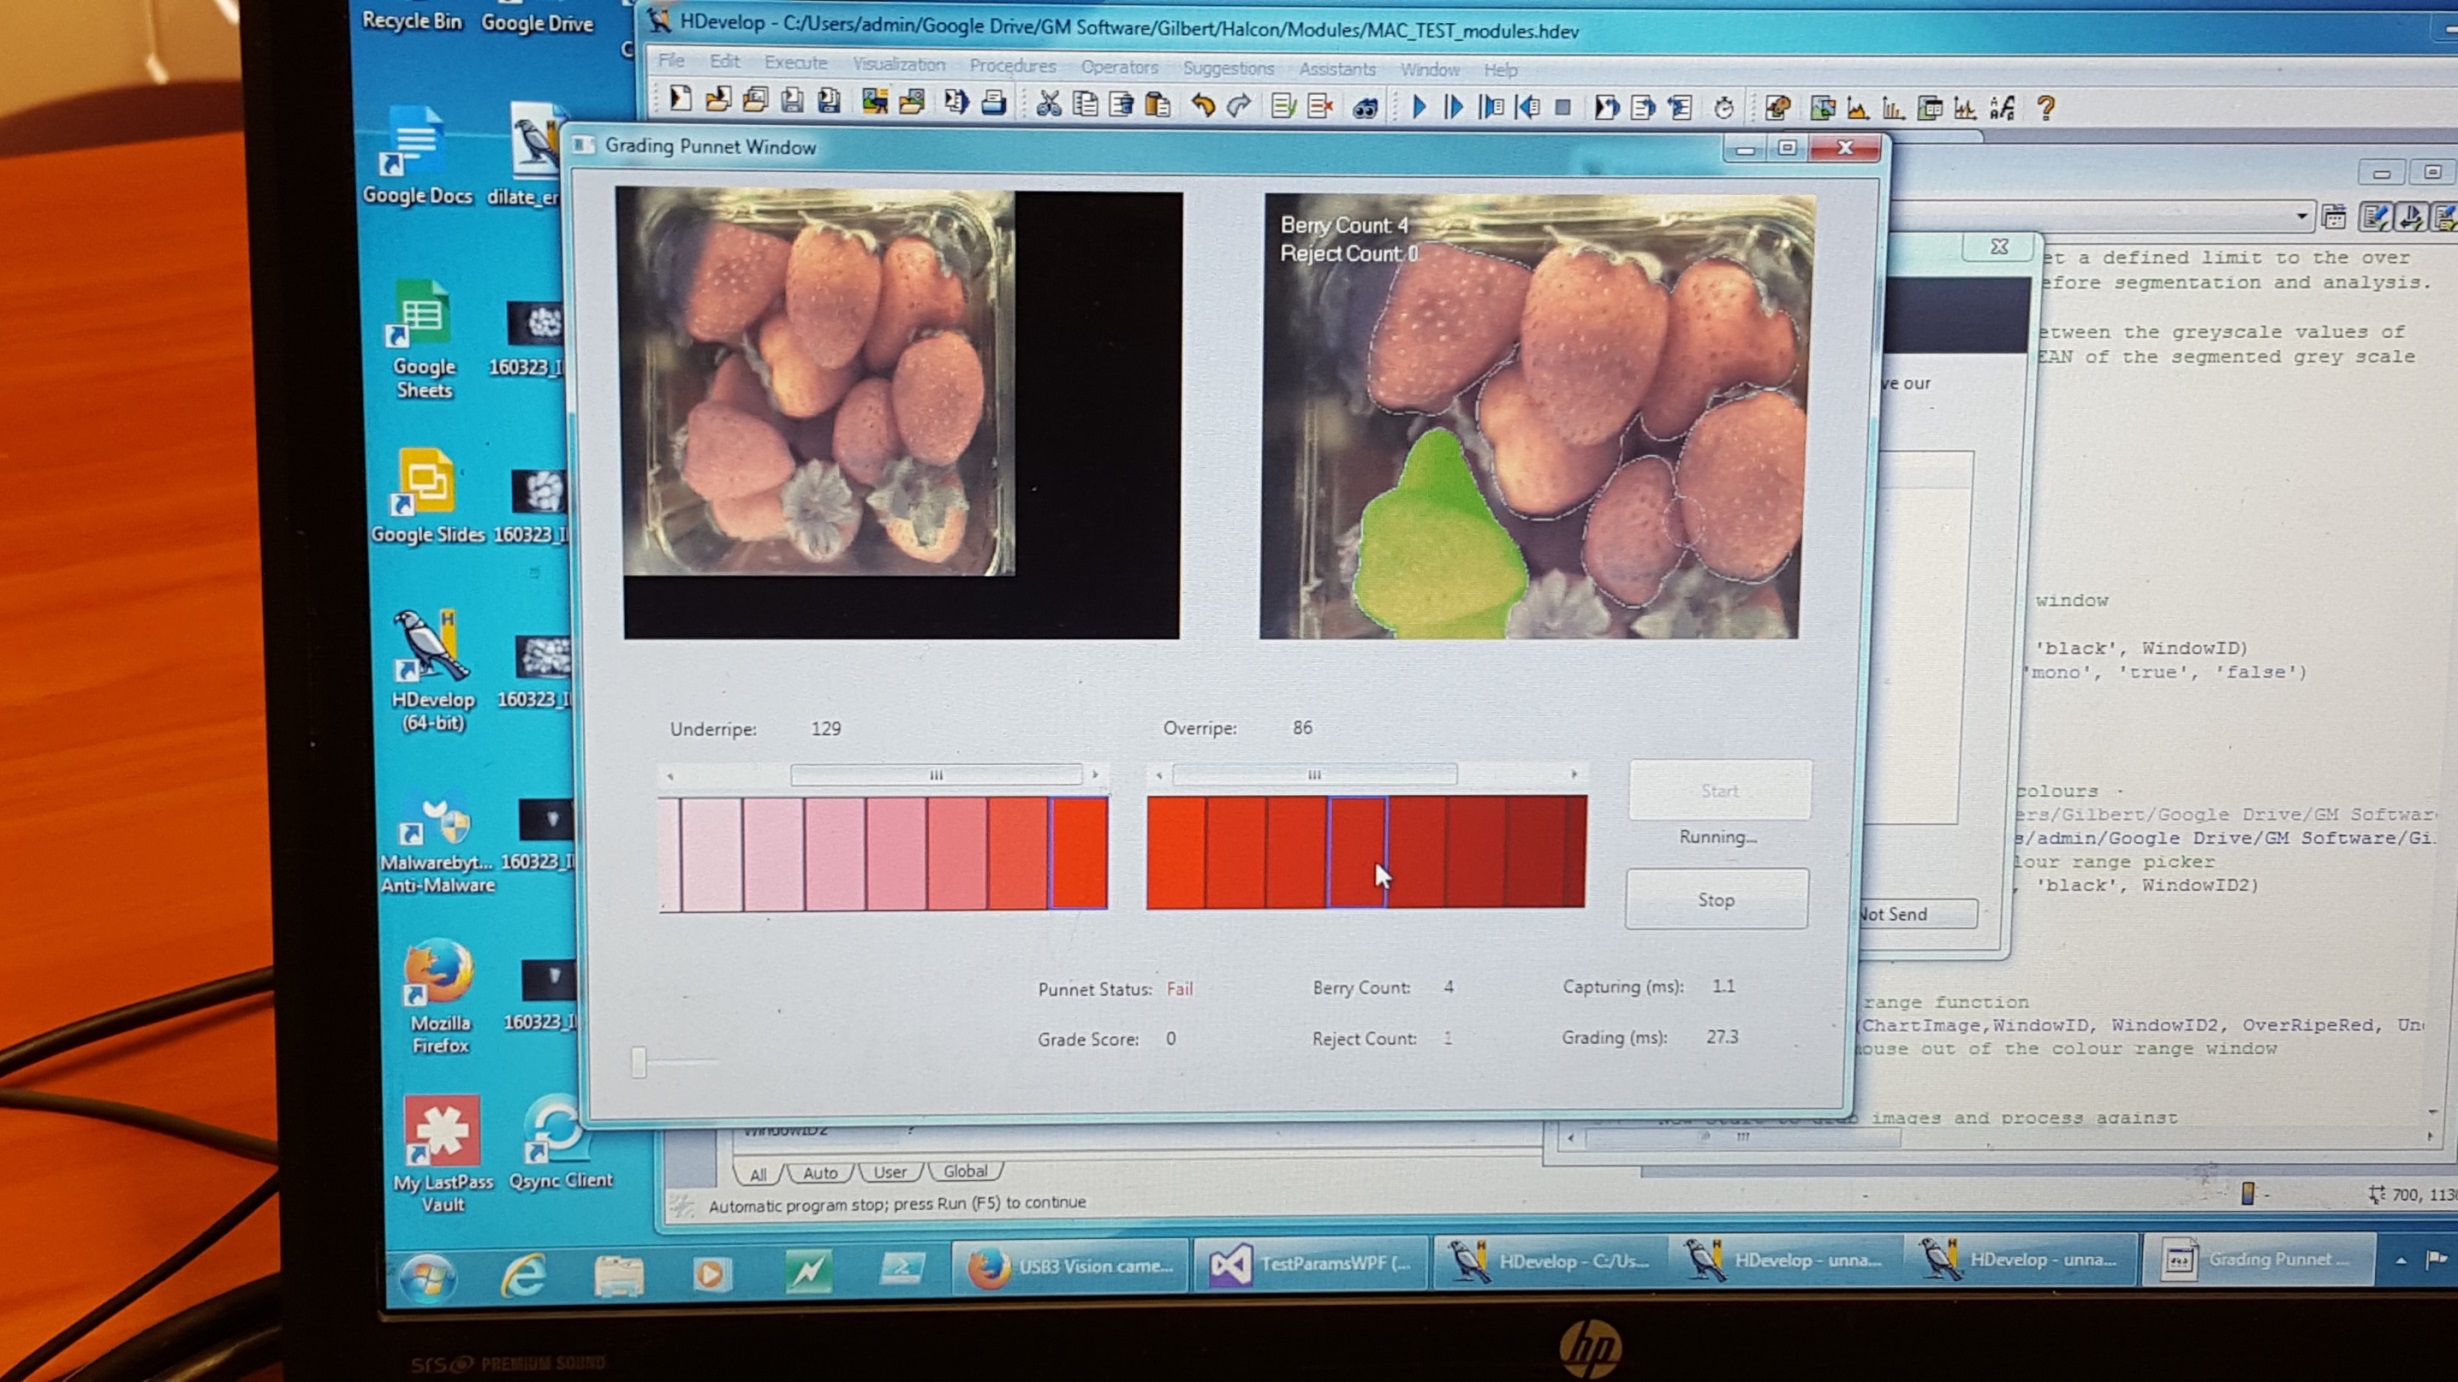 Recycle Bin
Google Drive
HDevelop - C:/Users/admin/Google Drive/GM Software/Gilbert/Halcon/Modules/MAC_TEST_modules.hdev
File Edit Execute Visualization Procedures Operators Suggestions Assistants Window Help
Grading Punnet Window
Google Docs
dilate_er
Berry Count: 4
Reject Count: 0
et a defined limit to the over
efore segmentation and analysis.
etween the greyscale values of
EAN of the segmented grey scale
ve our
Google
Sheets
160323_I
Google Slides
160323_I
window
'black', WindowID)
'mono', 'true', 'false')
HDevelop
(64-bit)
160323_I
Underripe: 129
Overripe: 86
Start
Running...
Stop
colours -
ers/Gilbert/Google Drive/GM Softwar
s/admin/Google Drive/GM Software/Gi
lour range picker
, 'black', WindowID2)
Not Send
Malwarebyt...
Anti-Malware
160323_I
Punnet Status: Fail
Berry Count: 4
Capturing (ms): 1.1
Grade Score: 0
Reject Count: 1
Grading (ms): 27.3
range function
(ChartImage,WindowID, WindowID2, OverRipeRed, Un
ouse out of the colour range window
images and process against
Mozilla
Firefox
160323_I
WindowID2 ?
All Auto User Global
Automatic program stop; press Run (F5) to continue
700, 113
My LastPass
Vault
Qsync Client
USB3 Vision came...
TestParamsWPF (...
HDevelop - C:/Us...
HDevelop - unna...
HDevelop - unna...
Grading Punnet ...
SRS PREMIUM SOUND
hp